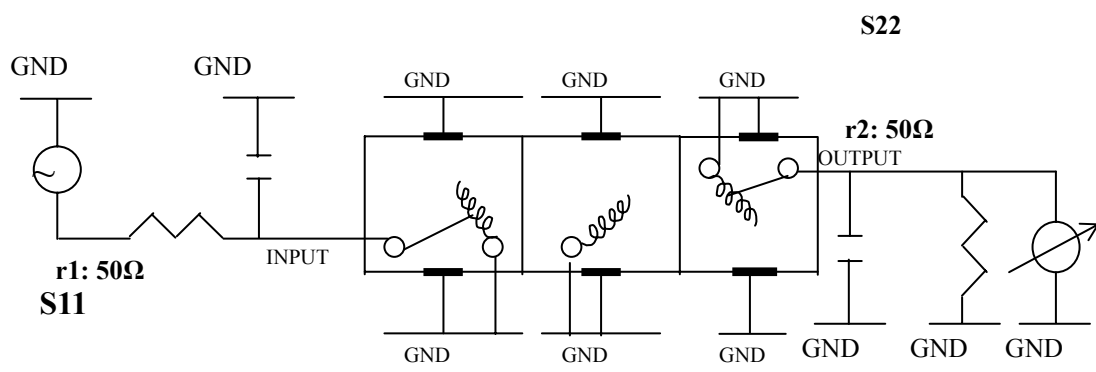 S22
GND
GND
GND
GND
GND
r2: 50Ω
OUTPUT
INPUT
r1: 50Ω
S11
GND
GND
GND
GND
GND
GND